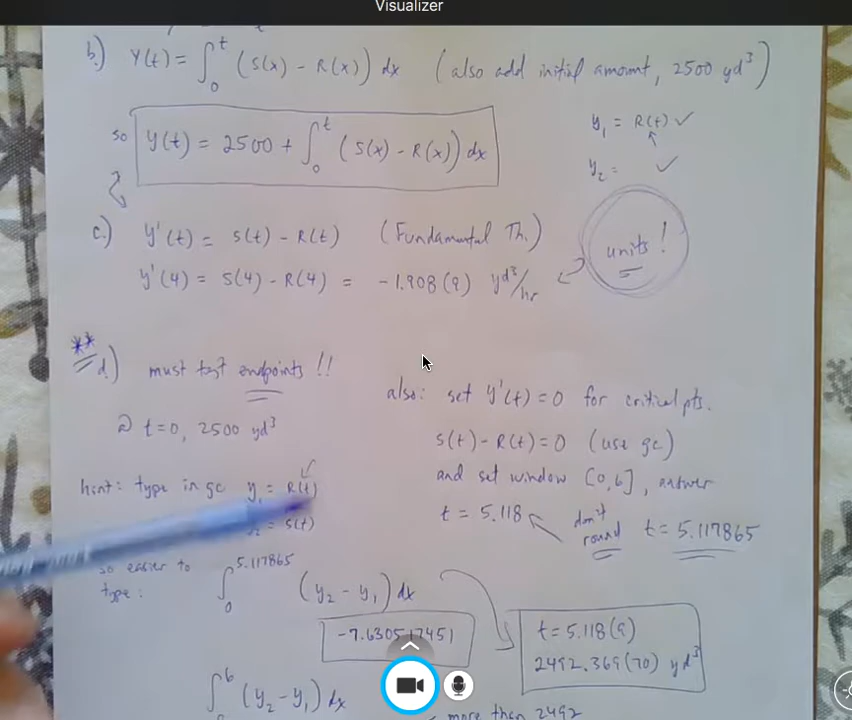 Visualizer
b.) Y(t) = ∫₀ᵗ (S(x) - R(x)) dx (also add initial amount, 2500 yd³)
so Y(t) = 2500 + ∫₀ᵗ (S(x) - R(x)) dx
y₁ = R(t) ✓
y₂ = ✓
c.) Y'(t) = S(t) - R(t) (Fundamental Th.)
Y'(4) = S(4) - R(4) = -1.908(9) yd³/hr
units!
** d.) must test endpoints!!
@ t=0, 2500 yd³
hint: type in gc y₁ = R(t)
y₂ = S(t)
so easier to type: ∫₀^5.117865 (y₂ - y₁) dx
-7.6305
∫ ⁶ (y₂ - y₁) dx
also: set Y'(t) = 0 for critical pts.
S(t) - R(t) = 0 (use gc)
and set window [0,6], answer
t = 5.118
don't round t = 5.117865
t = 5.118(9)
2492.369(70) yd³
more than 2492